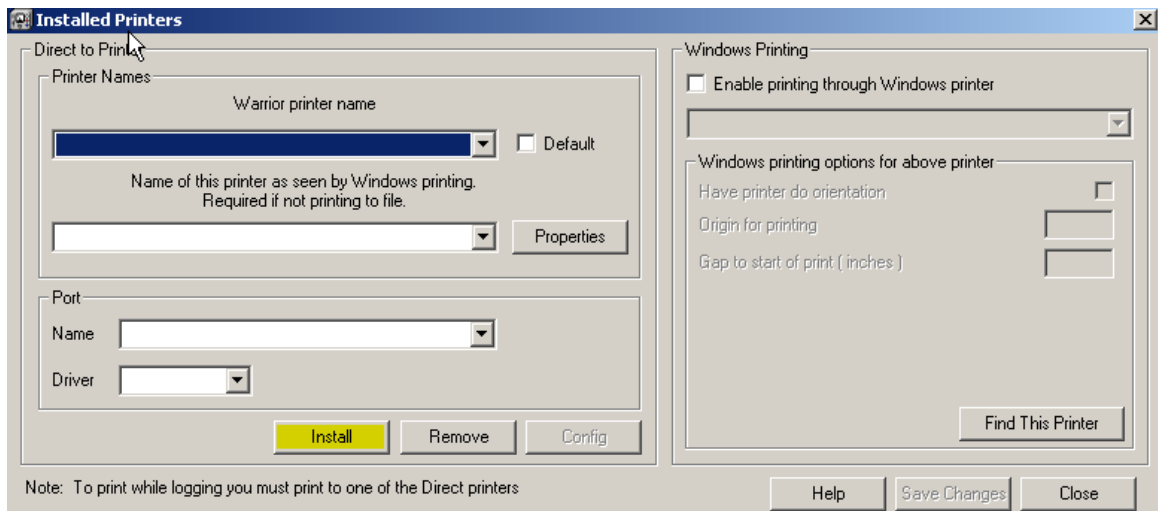 Installed Printers
Direct to Printer
Printer Names
Warrior printer name
Default
Name of this printer as seen by Windows printing.
Required if not printing to file.
Properties
Port
Name
Driver
Install
Remove
Config
Windows Printing
Enable printing through Windows printer
Windows printing options for above printer
Have printer do orientation
Origin for printing
Gap to start of print ( inches )
Find This Printer
Note: To print while logging you must print to one of the Direct printers
Help
Save Changes
Close